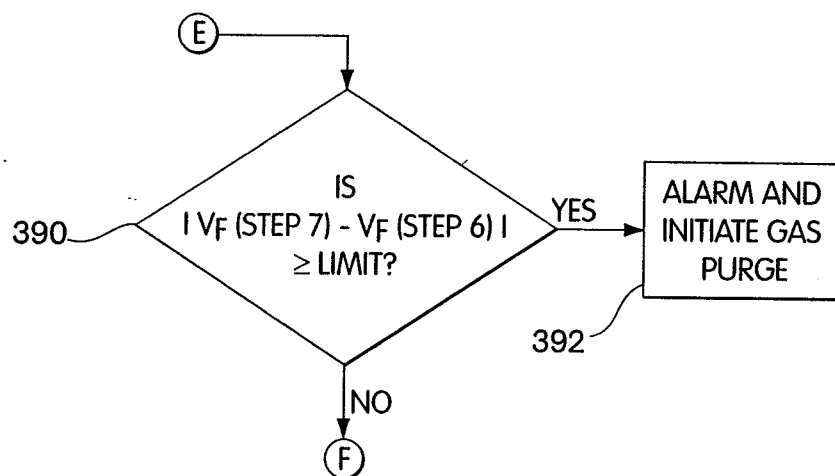 E
IS
| VF (STEP 7) - VF (STEP 6) |
≥ LIMIT?
390
YES
ALARM AND
INITIATE GAS
PURGE
392
NO
F